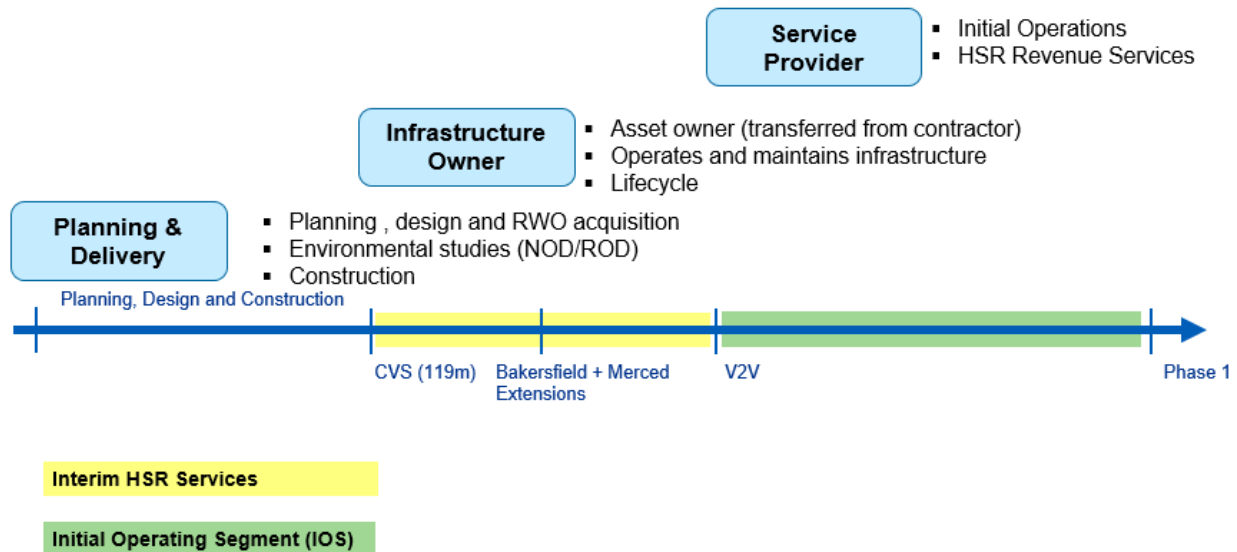 Service
Provider
▪ Initial Operations
▪ HSR Revenue Services
Infrastructure
Owner
▪ Asset owner (transferred from contractor)
▪ Operates and maintains infrastructure
▪ Lifecycle
Planning &
Delivery
▪ Planning , design and RWO acquisition
▪ Environmental studies (NOD/ROD)
▪ Construction
Planning, Design and Construction
CVS (119m)
Bakersfield + Merced
Extensions
V2V
Phase 1
Interim HSR Services
Initial Operating Segment (IOS)